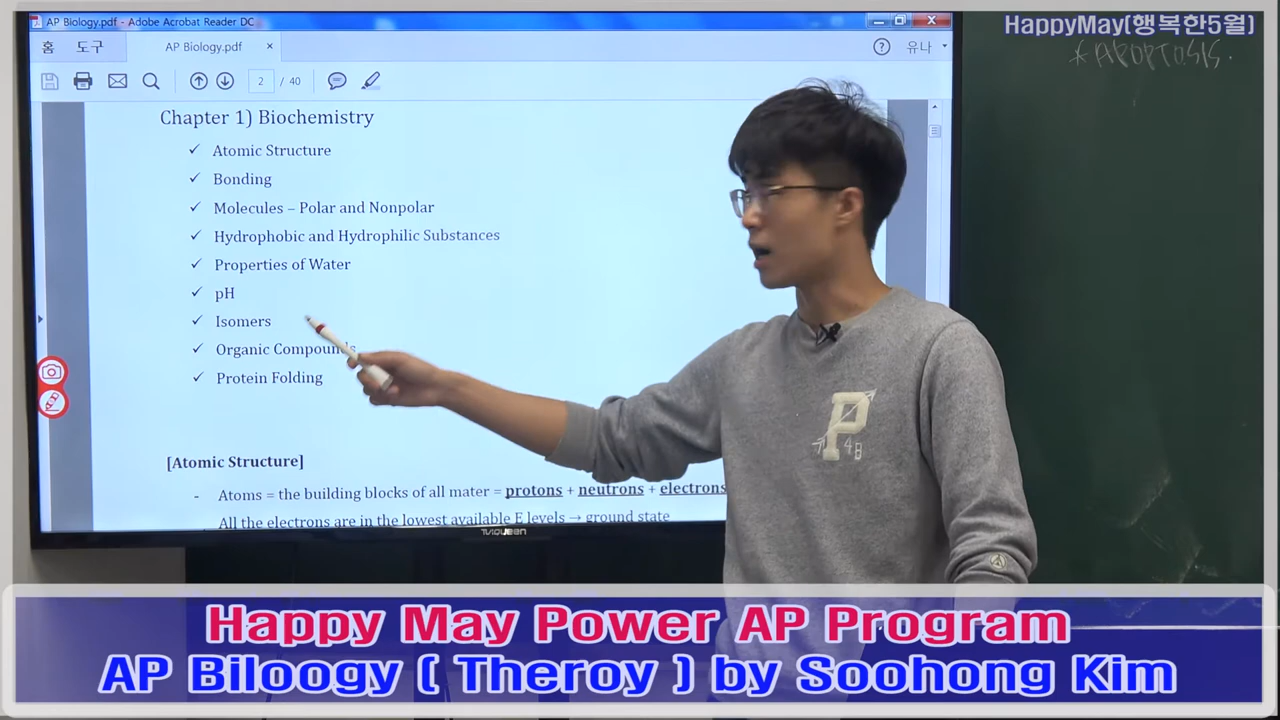 AP Biology.pdf - Adobe Acrobat Reader DC
HappyMay(행복한5월)
홈 도구 AP Biology.pdf × ? 유나
*APOPTOSIS.
2 / 40
Chapter 1) Biochemistry
✓ Atomic Structure
✓ Bonding
✓ Molecules – Polar and Nonpolar
✓ Hydrophobic and Hydrophilic Substances
✓ Properties of Water
✓ pH
✓ Isomers
✓ Organic Compounds
✓ Protein Folding
P
48
[Atomic Structure]
- Atoms = the building blocks of all mater = protons + neutrons + electrons
All the electrons are in the lowest available E levels → ground state
Happy May Power AP Program
AP Biloogy ( Theroy ) by Soohong Kim